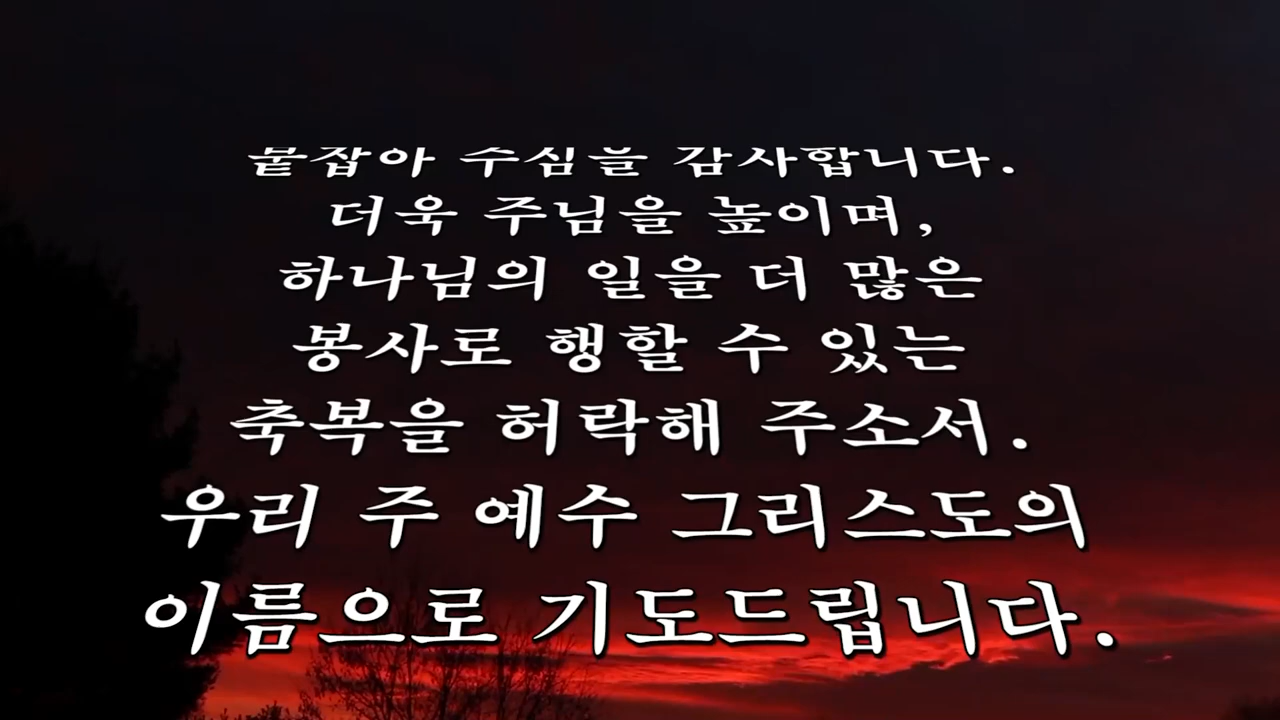 붙잡아 주심을 감사합니다.
더욱 주님을 높이며,
하나님의 일을 더 많은
봉사로 행할 수 있는
축복을 허락해 주소서.
우리 주 예수 그리스도의
이름으로 기도드립니다.